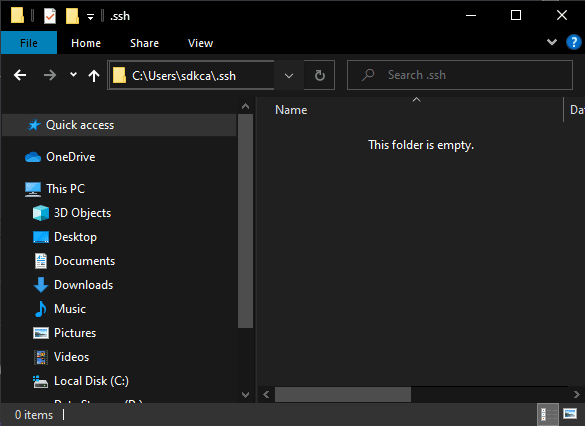 .ssh
File Home Share View
C:\Users\sdkca\.ssh
Search .ssh
Name
Da
Quick access
This folder is empty.
OneDrive
This PC
3D Objects
Desktop
Documents
Downloads
Music
Pictures
Videos
Local Disk (C:)
0 items